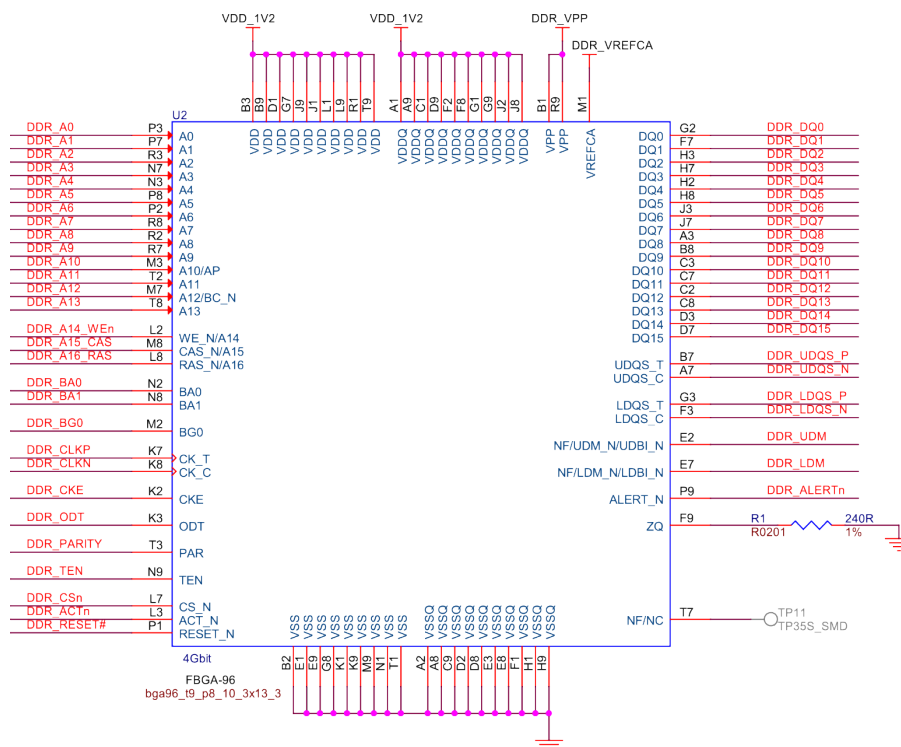 VDD_1V2 VDD_1V2 DDR_VPP
DDR_VREFCA
B3 B9 D1 G7 J9 J1 L1 L9 R1 T9 A1 A9 C1 D9 F2 F8 G1 G9 J2 J8 B1 R9 M1
U2
VDD VDD VDD VDD VDD VDD VDD VDD VDD VDD VDDQ VDDQ VDDQ VDDQ VDDQ VDDQ VDDQ VDDQ VDDQ VDDQ VPP VPP VREFCA
DDR_A0 P3 A0
DDR_A1 P7 A1
DDR_A2 R3 A2
DDR_A3 N7 A3
DDR_A4 N3 A4
DDR_A5 P8 A5
DDR_A6 P2 A6
DDR_A7 R8 A7
DDR_A8 R2 A8
DDR_A9 R7 A9
DDR_A10 M3 A10/AP
DDR_A11 T2 A11
DDR_A12 M7 A12/BC_N
DDR_A13 T8 A13
DDR_A14_WEn L2 WE_N/A14
DDR_A15_CAS M8 CAS_N/A15
DDR_A16_RAS L8 RAS_N/A16
DDR_BA0 N2 BA0
DDR_BA1 N8 BA1
DDR_BG0 M2 BG0
DDR_CLKP K7 CK_T
DDR_CLKN K8 CK_C
DDR_CKE K2 CKE
DDR_ODT K3 ODT
DDR_PARITY T3 PAR
DDR_TEN N9 TEN
DDR_CSn L7 CS_N
DDR_ACTn L3 ACT_N
DDR_RESET# P1 RESET_N
DQ0 G2 DDR_DQ0
DQ1 F7 DDR_DQ1
DQ2 H3 DDR_DQ2
DQ3 H7 DDR_DQ3
DQ4 H2 DDR_DQ4
DQ5 H8 DDR_DQ5
DQ6 J3 DDR_DQ6
DQ7 J7 DDR_DQ7
DQ8 A3 DDR_DQ8
DQ9 B8 DDR_DQ9
DQ10 C3 DDR_DQ10
DQ11 C7 DDR_DQ11
DQ12 C2 DDR_DQ12
DQ13 C8 DDR_DQ13
DQ14 D3 DDR_DQ14
DQ15 D7 DDR_DQ15
UDQS_T B7 DDR_UDQS_P
UDQS_C A7 DDR_UDQS_N
LDQS_T G3 DDR_LDQS_P
LDQS_C F3 DDR_LDQS_N
NF/UDM_N/UDBI_N E2 DDR_UDM
NF/LDM_N/LDBI_N E7 DDR_LDM
ALERT_N P9 DDR_ALERTn
ZQ F9 R1 240R
R0201 1%
NF/NC T7 TP11
TP35S_SMD
VSS VSS VSS VSS VSS VSS VSS VSS VSS VSSQ VSSQ VSSQ VSSQ VSSQ VSSQ VSSQ VSSQ VSSQ VSSQ
4Gbit
B2 E1 E9 G8 K1 K9 M9 N1 T1 A2 A8 C9 D2 D8 E3 E8 F1 H1 H9
FBGA-96
bga96_t9_p8_10_3x13_3